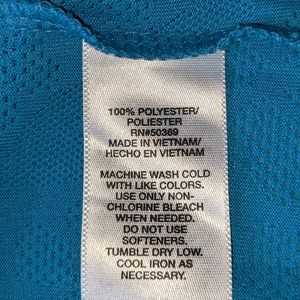 100% POLYESTER/
POLIESTER
RN#50369
MADE IN VIETNAM/
HECHO EN VIETNAM
MACHINE WASH COLD
WITH LIKE COLORS.
USE ONLY NON-
CHLORINE BLEACH
WHEN NEEDED.
DO NOT USE
SOFTENERS.
TUMBLE DRY LOW.
COOL IRON AS
NECESSARY.